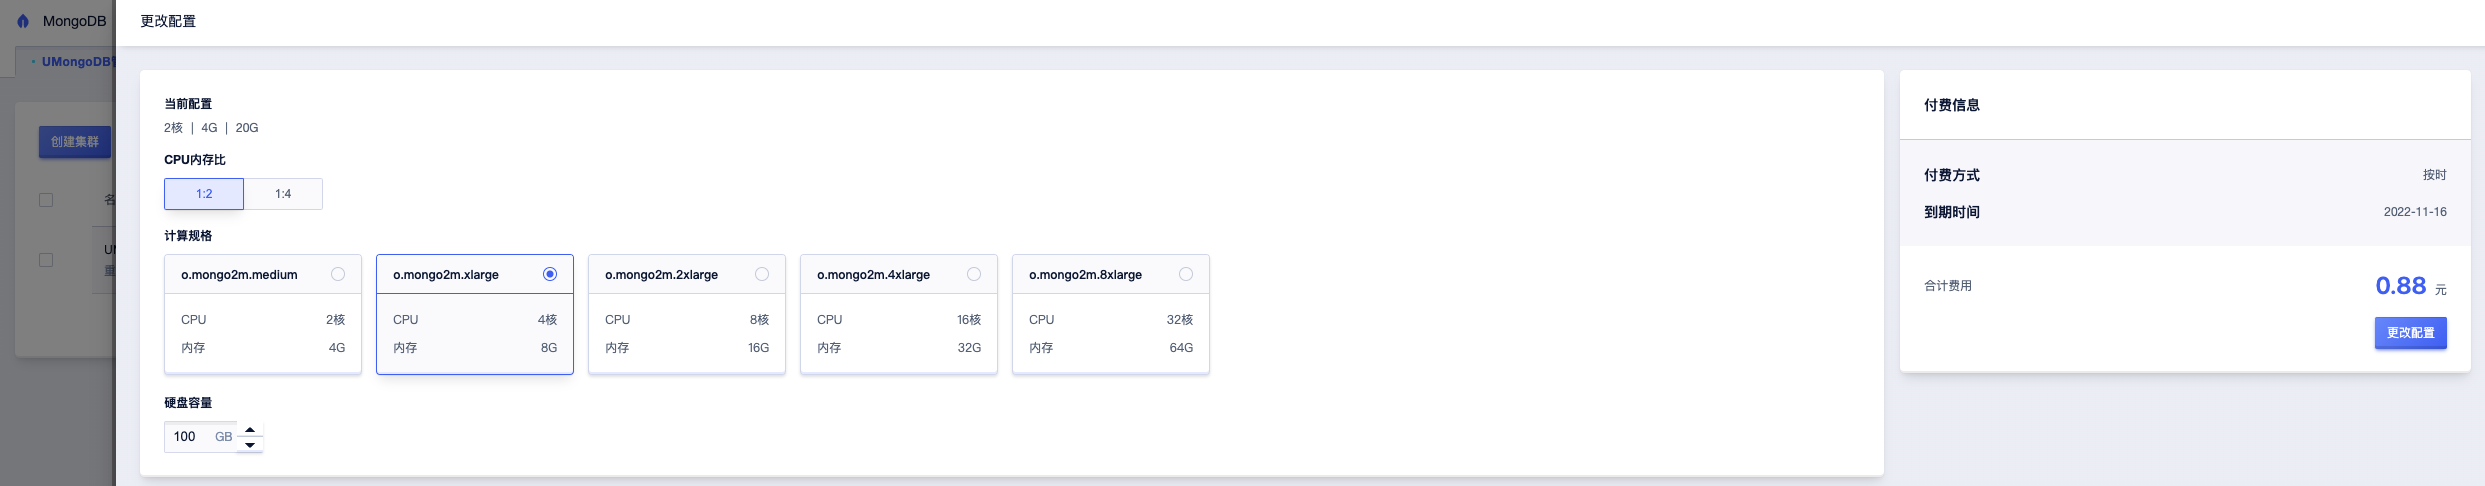 MongoDB
更改配置
UMongoDB
创建集群
名
重
当前配置
2核 | 4G | 20G
CPU内存比
1:2 1:4
计算规格
o.mongo2m.medium o.mongo2m.xlarge o.mongo2m.2xlarge o.mongo2m.4xlarge o.mongo2m.8xlarge
CPU 2核 CPU 4核 CPU 8核 CPU 16核 CPU 32核
内存 4G 内存 8G 内存 16G 内存 32G 内存 64G
硬盘容量
100 GB
付费信息
付费方式 按时
到期时间 2022-11-16
合计费用 0.88 元
更改配置